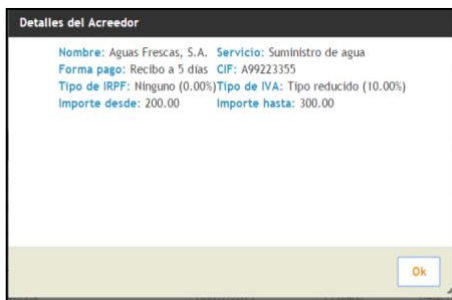 Detalles del Acreedor
Nombre: Aguas Frescas, S.A. Servicio: Suministro de agua
Forma pago: Recibo a 5 días CIF: A99223355
Tipo de IRPF: Ninguno (0.00%)Tipo de IVA: Tipo reducido (10.00%)
Importe desde: 200.00 Importe hasta: 300.00
Ok